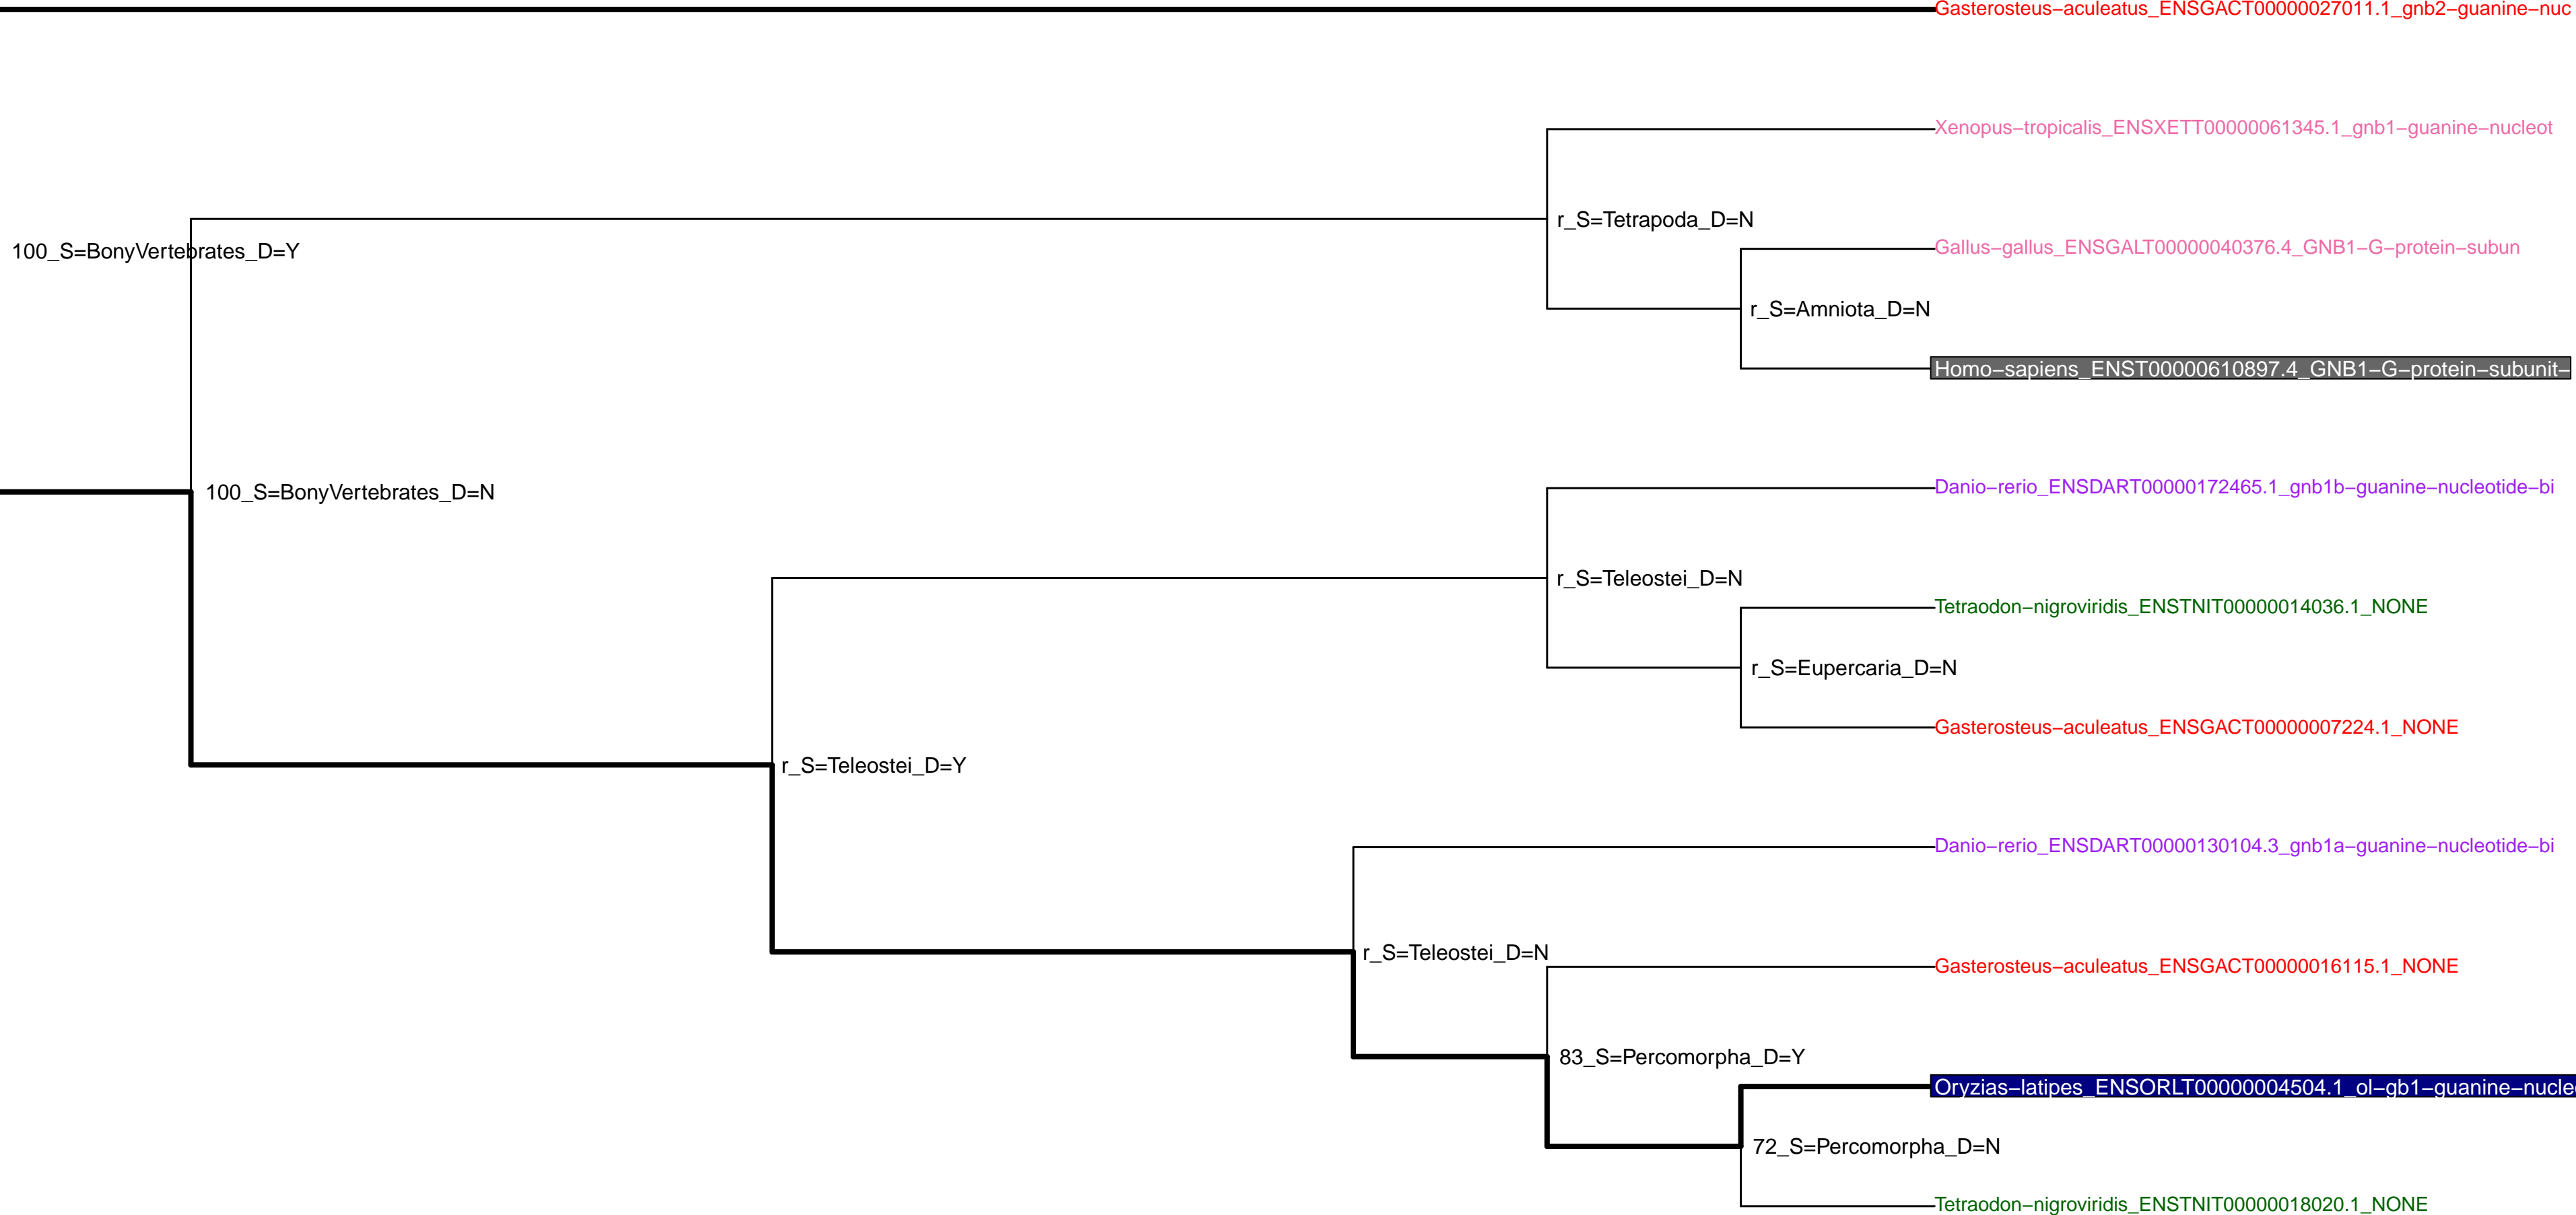 Gasterosteus−aculeatus_ENSGACT00000027011.1_gnb2−guanine−nuc
Xenopus−tropicalis_ENSXETT00000061345.1_gnb1−guanine−nucleot
r_S=Tetrapoda_D=N
Gallus−gallus_ENSGALT00000040376.4_GNB1−G−protein−subun
100_S=BonyVertebrates_D=Y
r_S=Amniota_D=N
Homo−sapiens_ENST00000610897.4_GNB1−G−protein−subunit−
Danio−rerio_ENSDART00000172465.1_gnb1b−guanine−nucleotide−bi
100_S=BonyVertebrates_D=N
r_S=Teleostei_D=N
Tetraodon−nigroviridis_ENSTNIT00000014036.1_NONE
r_S=Eupercaria_D=N
Gasterosteus−aculeatus_ENSGACT00000007224.1_NONE
r_S=Teleostei_D=Y
Danio−rerio_ENSDART00000130104.3_gnb1a−guanine−nucleotide−bi
r_S=Teleostei_D=N
Gasterosteus−aculeatus_ENSGACT00000016115.1_NONE
83_S=Percomorpha_D=Y
Oryzias−latipes_ENSORLT00000004504.1_ol−gb1−guanine−nucle
72_S=Percomorpha_D=N
Tetraodon−nigroviridis_ENSTNIT00000018020.1_NONE